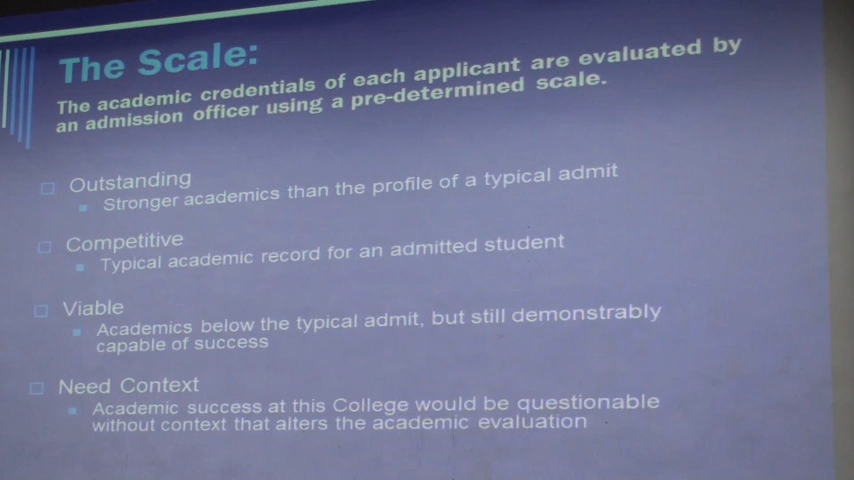 The Scale:
The academic credentials of each applicant are evaluated by
an admission officer using a pre-determined scale.
Outstanding
Stronger academics than the profile of a typical admit
Competitive
Typical academic record for an admitted student
Viable
Academics below the typical admit, but still demonstrably
capable of success
Need Context
Academic success at this College would be questionable
without context that alters the academic evaluation